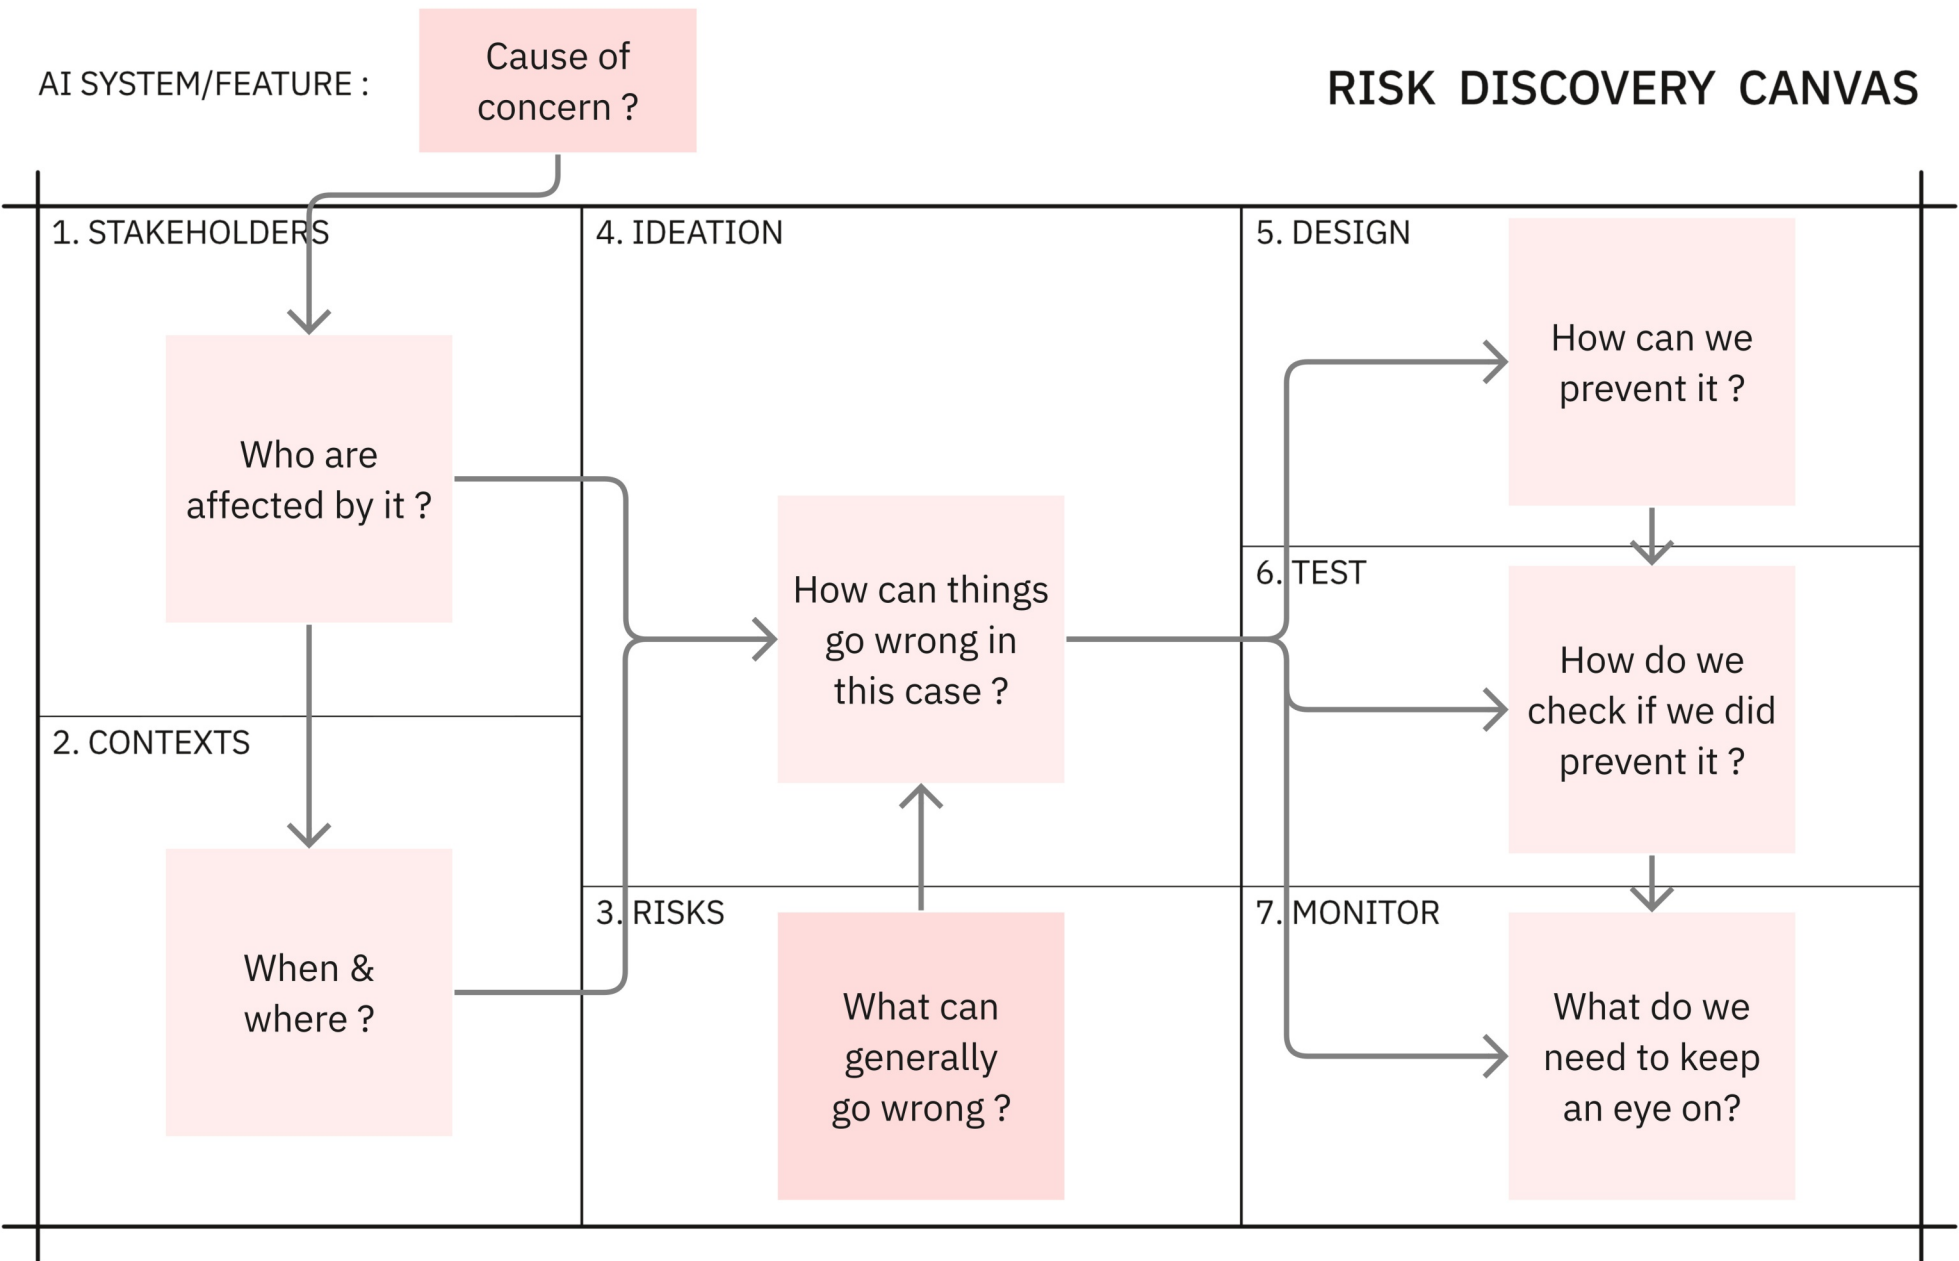 AI SYSTEM/FEATURE :
Cause of
concern ?
RISK DISCOVERY CANVAS
1. STAKEHOLDERS
Who are
affected by it ?
2. CONTEXTS
When &
where ?
3. RISKS
What can
generally
go wrong ?
4. IDEATION
How can things
go wrong in
this case ?
5. DESIGN
How can we
prevent it ?
6. TEST
How do we
check if we did
prevent it ?
7. MONITOR
What do we
need to keep
an eye on?